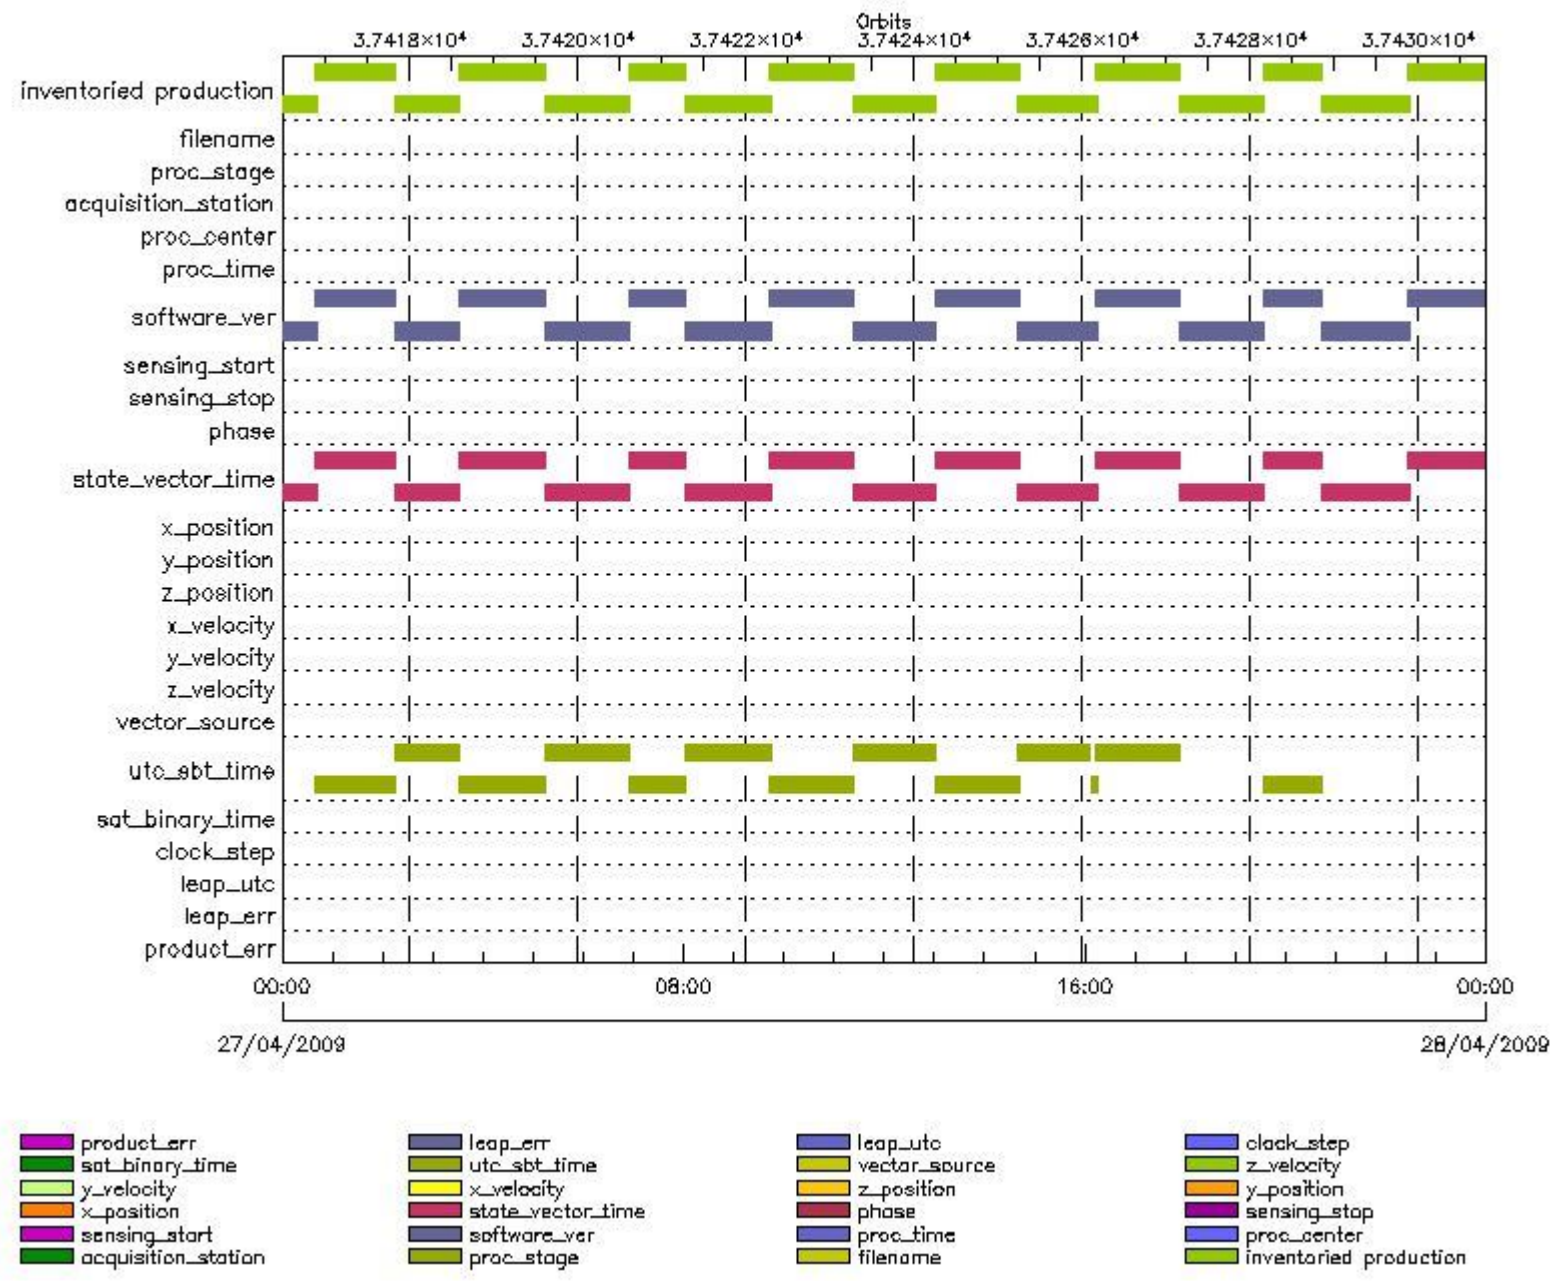 Orbits
3.7418×10⁴ 3.7420×10⁴ 3.7422×10⁴ 3.7424×10⁴ 3.7426×10⁴ 3.7428×10⁴ 3.7430×10⁴
inventoried production
filename
proc_stage
acquisition_station
proc_center
proc_time
software_ver
sensing_start
sensing_stop
phase
state_vector_time
x_position
y_position
z_position
x_velocity
y_velocity
z_velocity
vector_source
utc_sbt_time
sat_binary_time
clock_step
leap_utc
leap_err
product_err
00:00 08:00 16:00 00:00
27/04/2009 28/04/2009
product_err leap_err leap_utc clock_step
sat_binary_time utc_sbt_time vector_source z_velocity
y_velocity x_velocity z_position y_position
x_position state_vector_time phase sensing_stop
sensing_start software_ver proc_time proc_center
acquisition_station proc_stage filename inventoried production